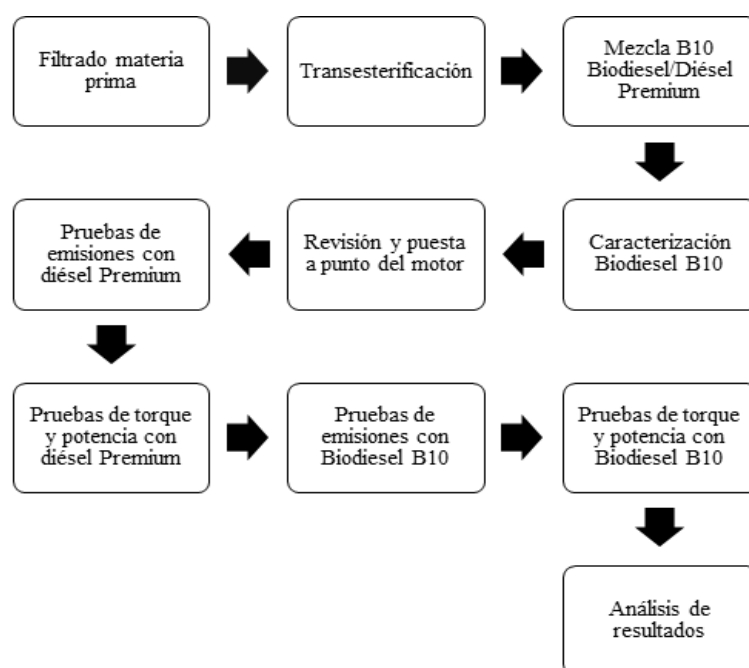 Filtrado materia
prima
Transesterificación
Mezcla B10
Biodiesel/Diésel
Premium
Caracterización
Biodiesel B10
Revisión y puesta
a punto del motor
Pruebas de
emisiones con
diésel Premium
Pruebas de torque
y potencia con
diésel Premium
Pruebas de
emisiones con
Biodiesel B10
Pruebas de torque
y potencia con
Biodiesel B10
Análisis de
resultados